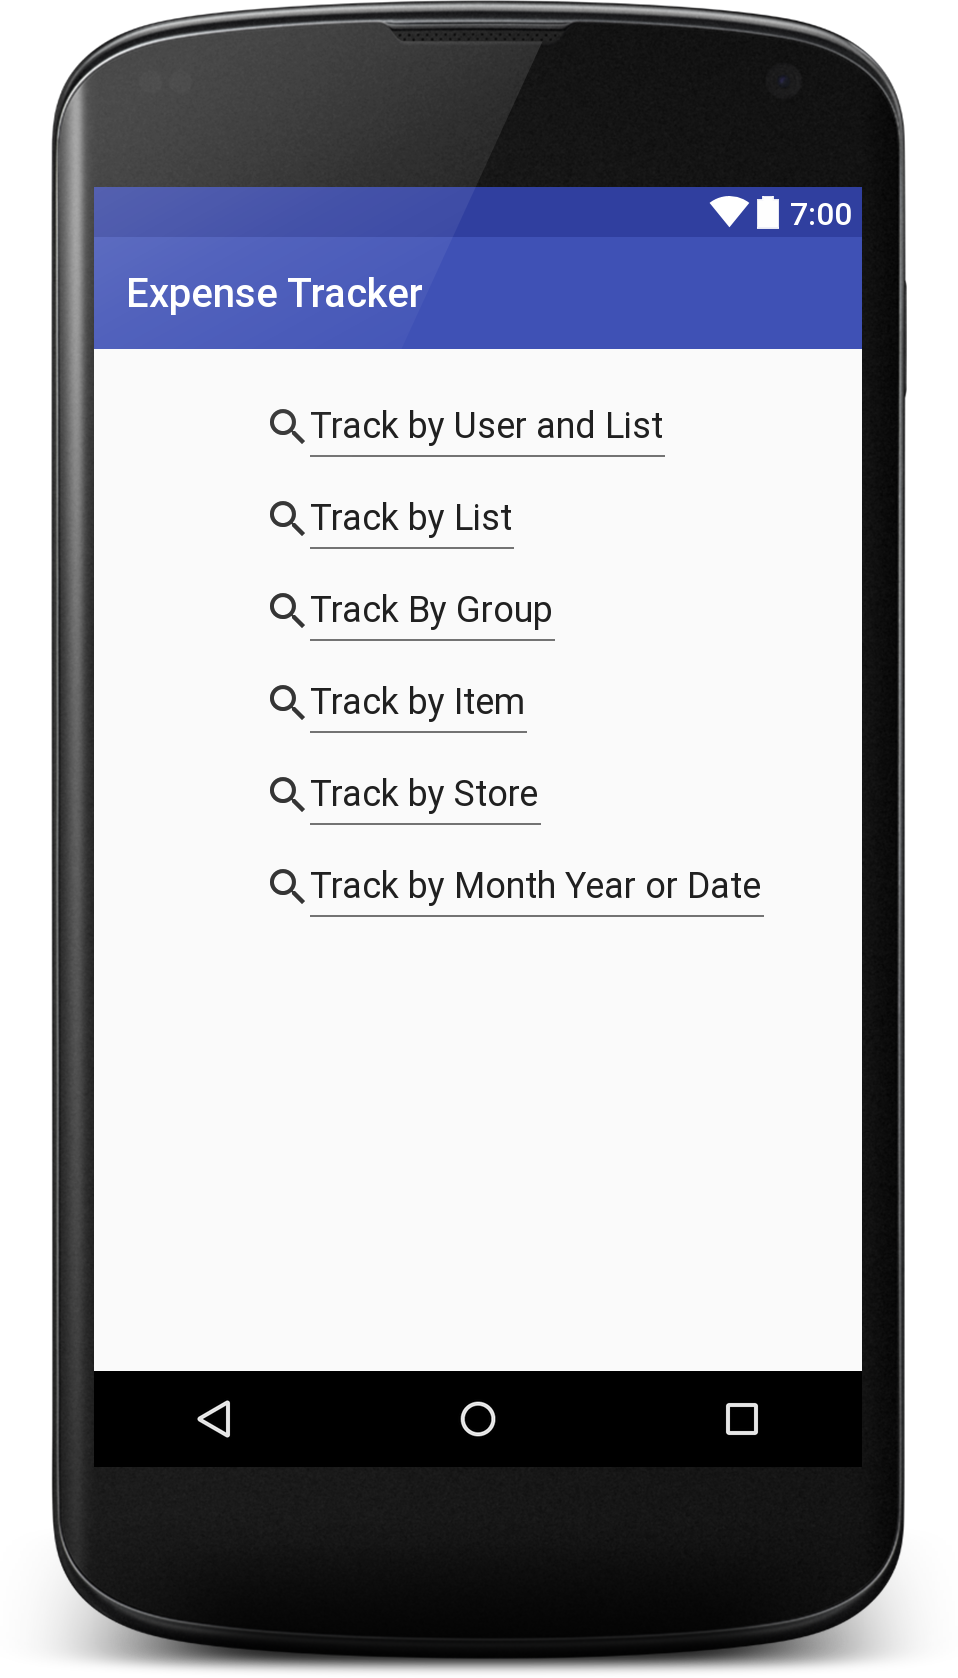 7:00
Expense Tracker
Track by User and List
Track by List
Track By Group
Track by Item
Track by Store
Track by Month Year or Date